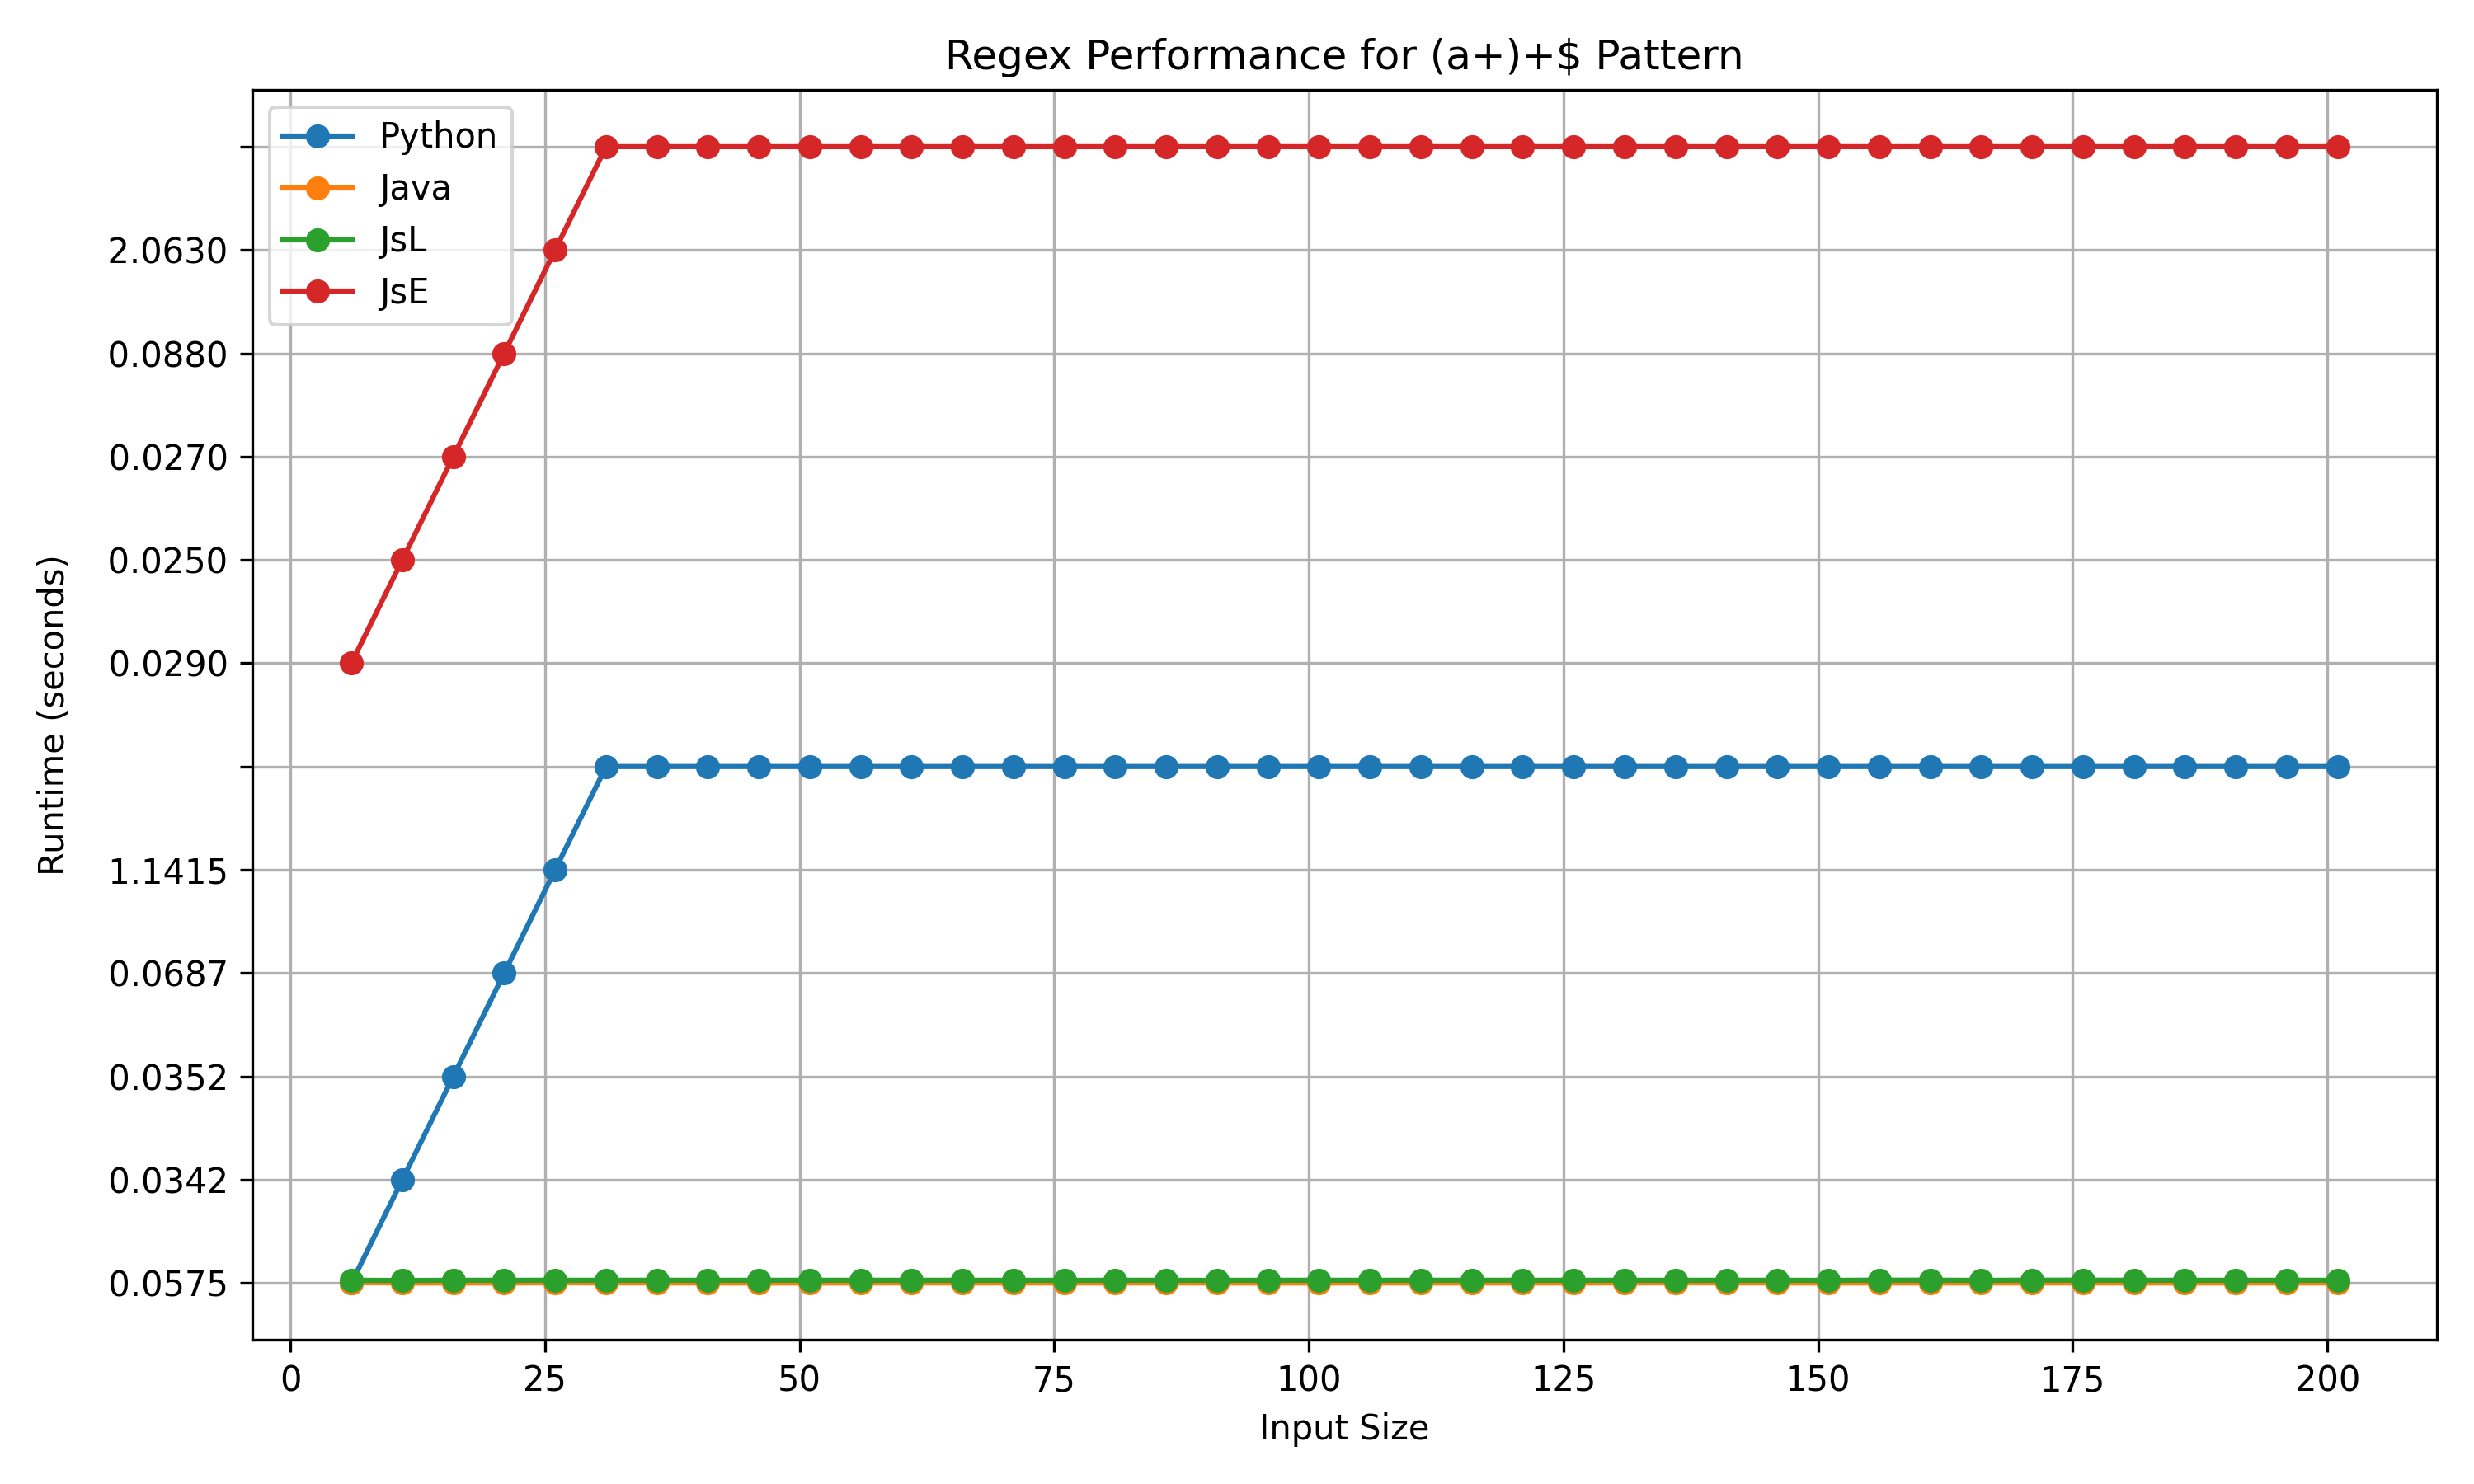 Regex Performance for (a+)+$ Pattern
Python
Java
JsL
JsE
Runtime (seconds)
2.0630
0.0880
0.0270
0.0250
0.0290
1.1415
0.0687
0.0352
0.0342
0.0575
0 25 50 75 100 125 150 175 200
Input Size